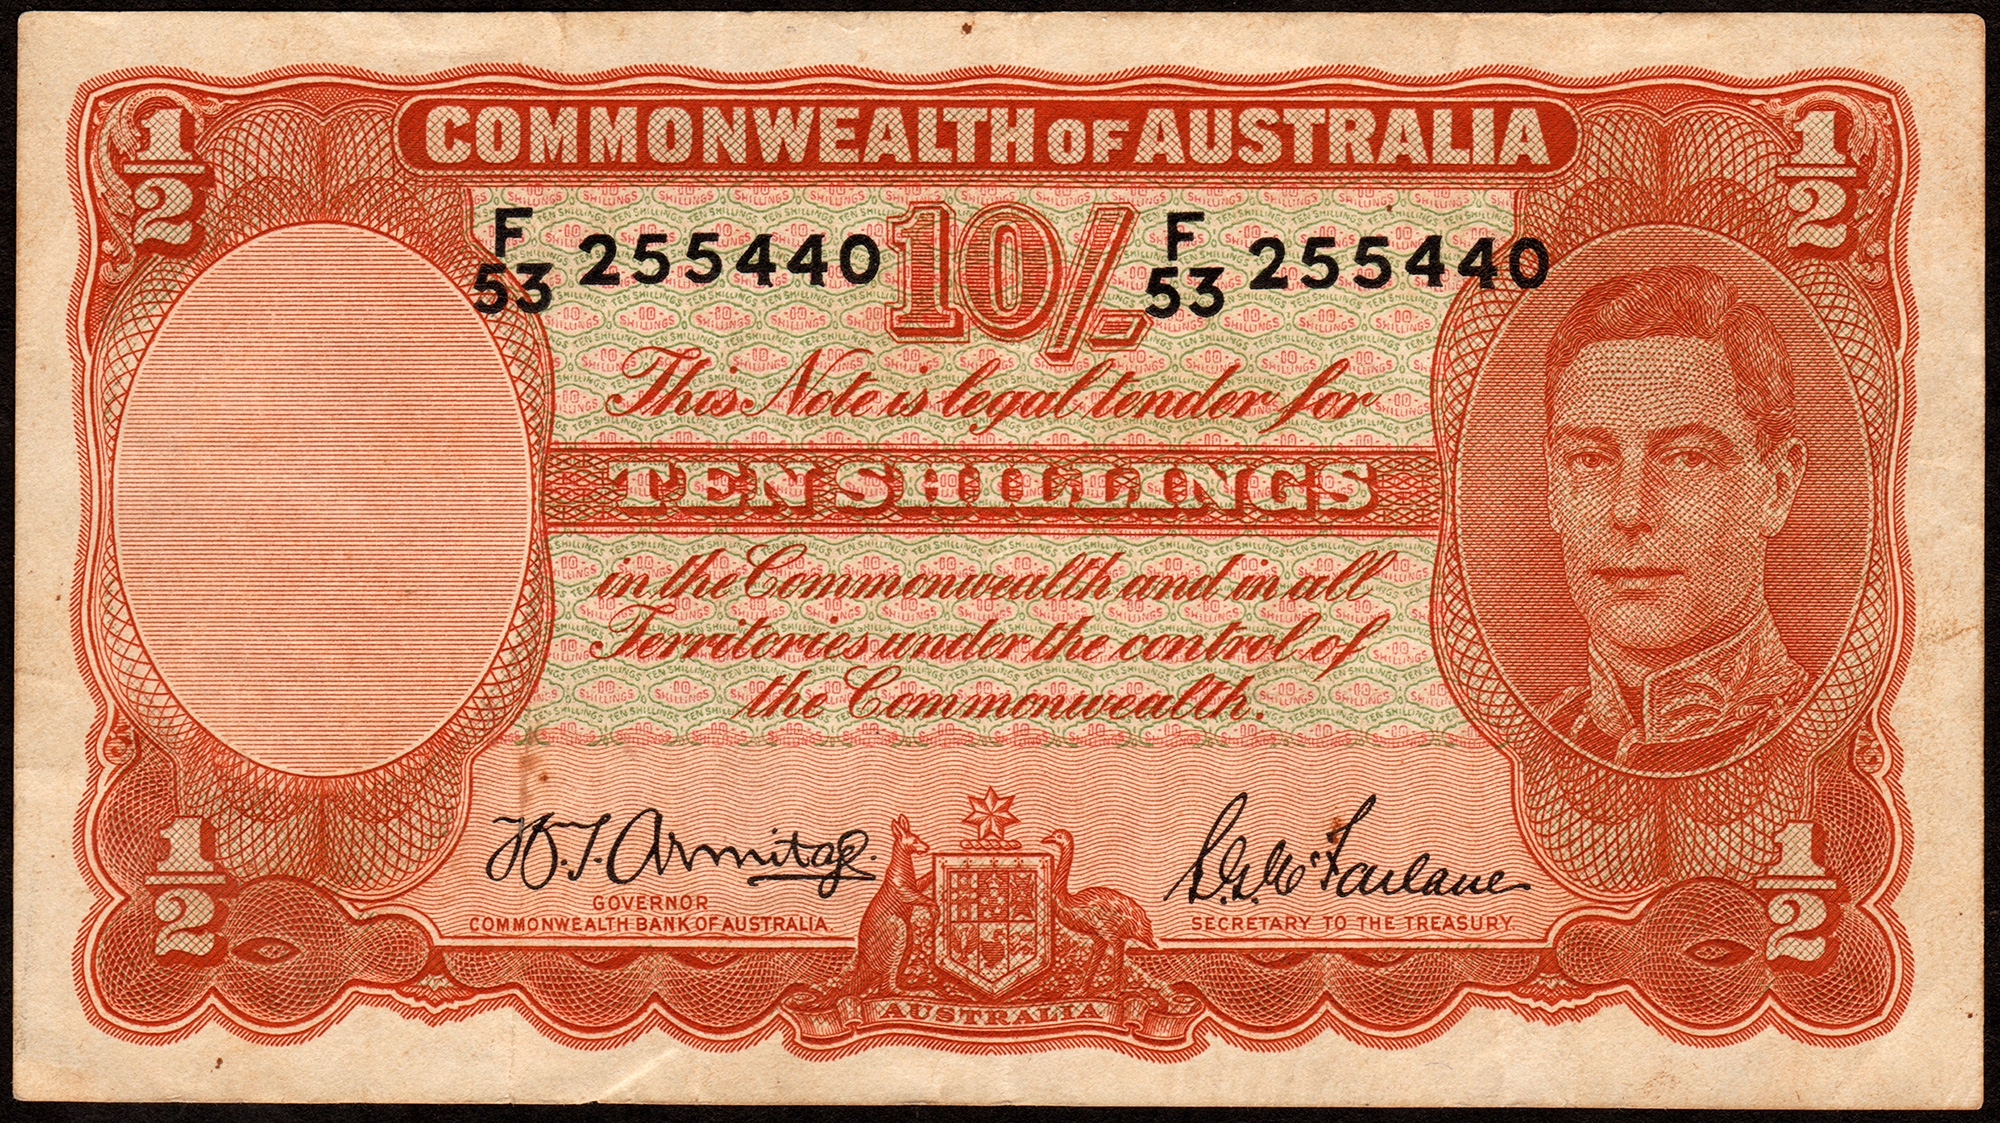 COMMONWEALTH OF AUSTRALIA
1/2
1/2
F/53 255440
10/-
F/53 255440
This Note is legal tender for
TEN SHILLINGS
in the Commonwealth and in all
Territories under the control of
the Commonwealth.
H.T. Armitage.
S.G. McFarlane
GOVERNOR
COMMONWEALTH BANK OF AUSTRALIA.
SECRETARY TO THE TREASURY.
1/2
1/2
AUSTRALIA